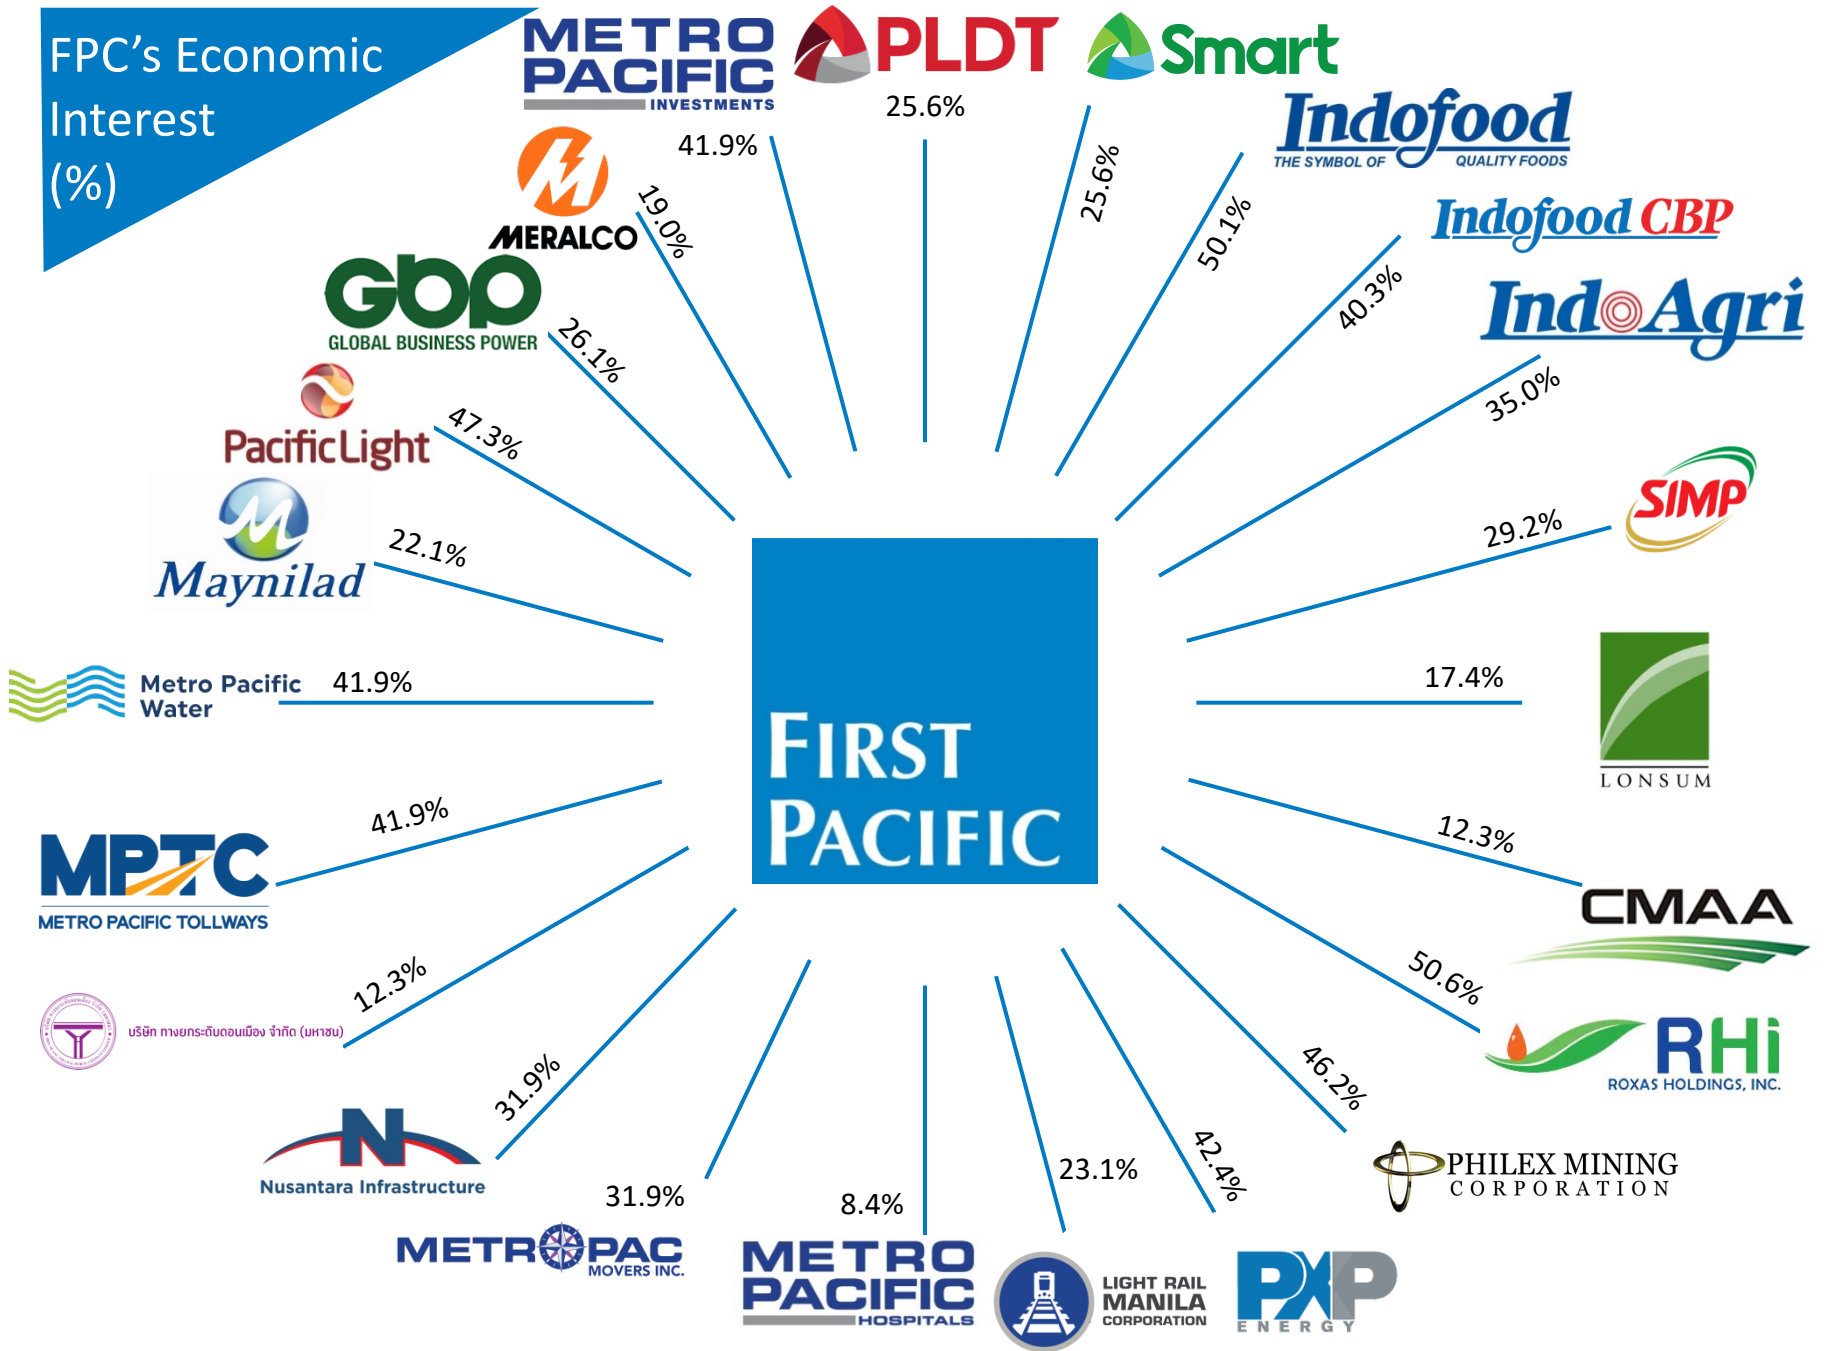 FPC’s Economic
Interest
(%)
METRO
PACIFIC
INVESTMENTS
41.9%
PLDT
25.6%
Smart
25.6%
Indofood
THE SYMBOL OF QUALITY FOODS
50.1%
Indofood CBP
40.3%
IndoAgri
35.0%
SIMP
29.2%
LONSUM
17.4%
CMAA
12.3%
RHi
ROXAS HOLDINGS, INC.
50.6%
PHILEX MINING
CORPORATION
46.2%
PXP
ENERGY
42.4%
LIGHT RAIL
MANILA
CORPORATION
23.1%
METRO
PACIFIC
HOSPITALS
8.4%
METROPAC
MOVERS INC.
31.9%
Nusantara Infrastructure
31.9%
บริษัท ทางยกระดับดอนเมือง จำกัด (มหาชน)
12.3%
MPTC
METRO PACIFIC TOLLWAYS
41.9%
Metro Pacific
Water
41.9%
Maynilad
22.1%
PacificLight
47.3%
Gbp
GLOBAL BUSINESS POWER
26.1%
MERALCO
19.0%
FIRST
PACIFIC